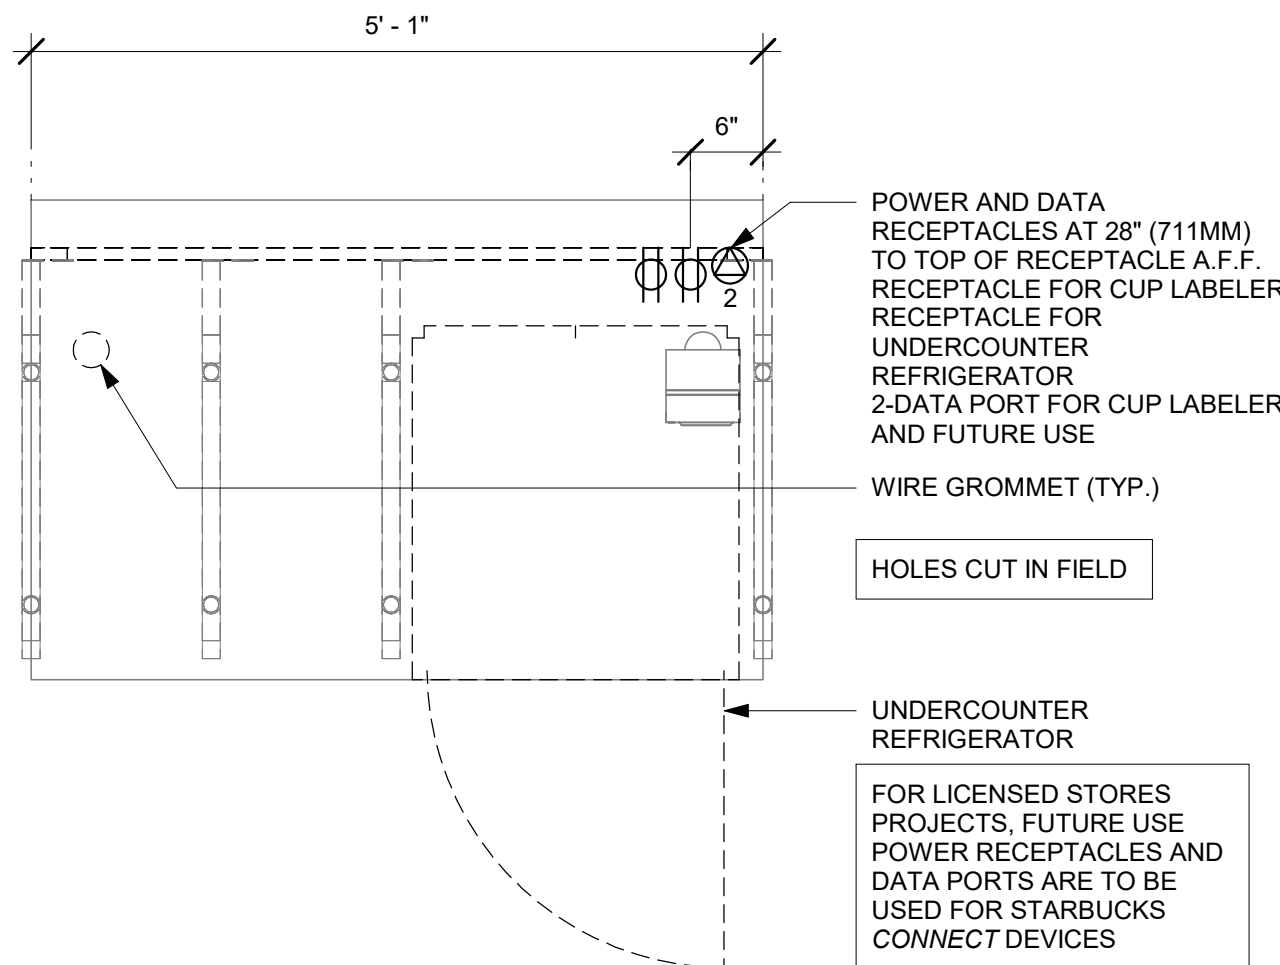 5' - 1"
6"
POWER AND DATA
RECEPTACLES AT 28" (711MM)
TO TOP OF RECEPTACLE A.F.F.
RECEPTACLE FOR CUP LABELER
RECEPTACLE FOR
UNDERCOUNTER
REFRIGERATOR
2-DATA PORT FOR CUP LABELER
AND FUTURE USE
2
WIRE GROMMET (TYP.)
HOLES CUT IN FIELD
UNDERCOUNTER
REFRIGERATOR
FOR LICENSED STORES
PROJECTS, FUTURE USE
POWER RECEPTACLES AND
DATA PORTS ARE TO BE
USED FOR STARBUCKS
CONNECT DEVICES